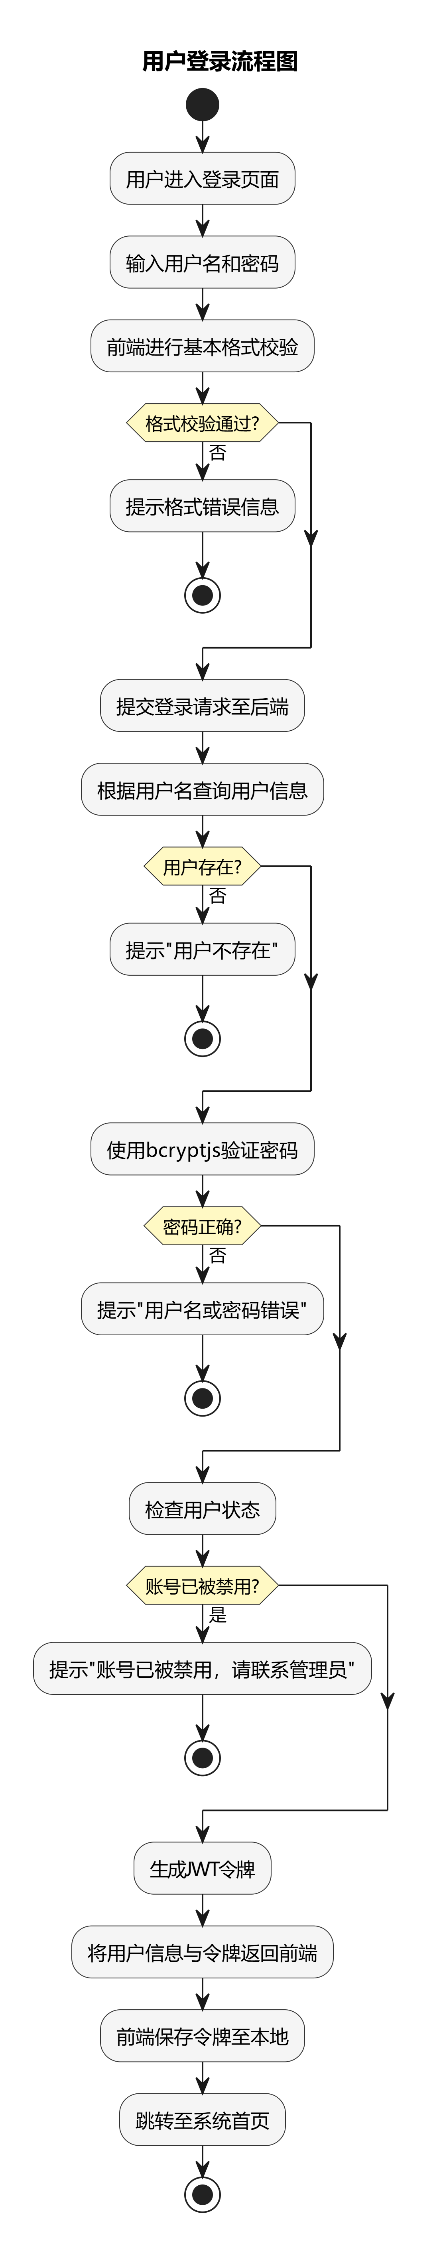 用户登录流程图
用户进入登录页面
输入用户名和密码
前端进行基本格式校验
格式校验通过?
否
提示格式错误信息
提交登录请求至后端
根据用户名查询用户信息
用户存在?
否
提示"用户不存在"
使用bcryptjs验证密码
密码正确?
否
提示"用户名或密码错误"
检查用户状态
账号已被禁用?
是
提示"账号已被禁用，请联系管理员"
生成JWT令牌
将用户信息与令牌返回前端
前端保存令牌至本地
跳转至系统首页